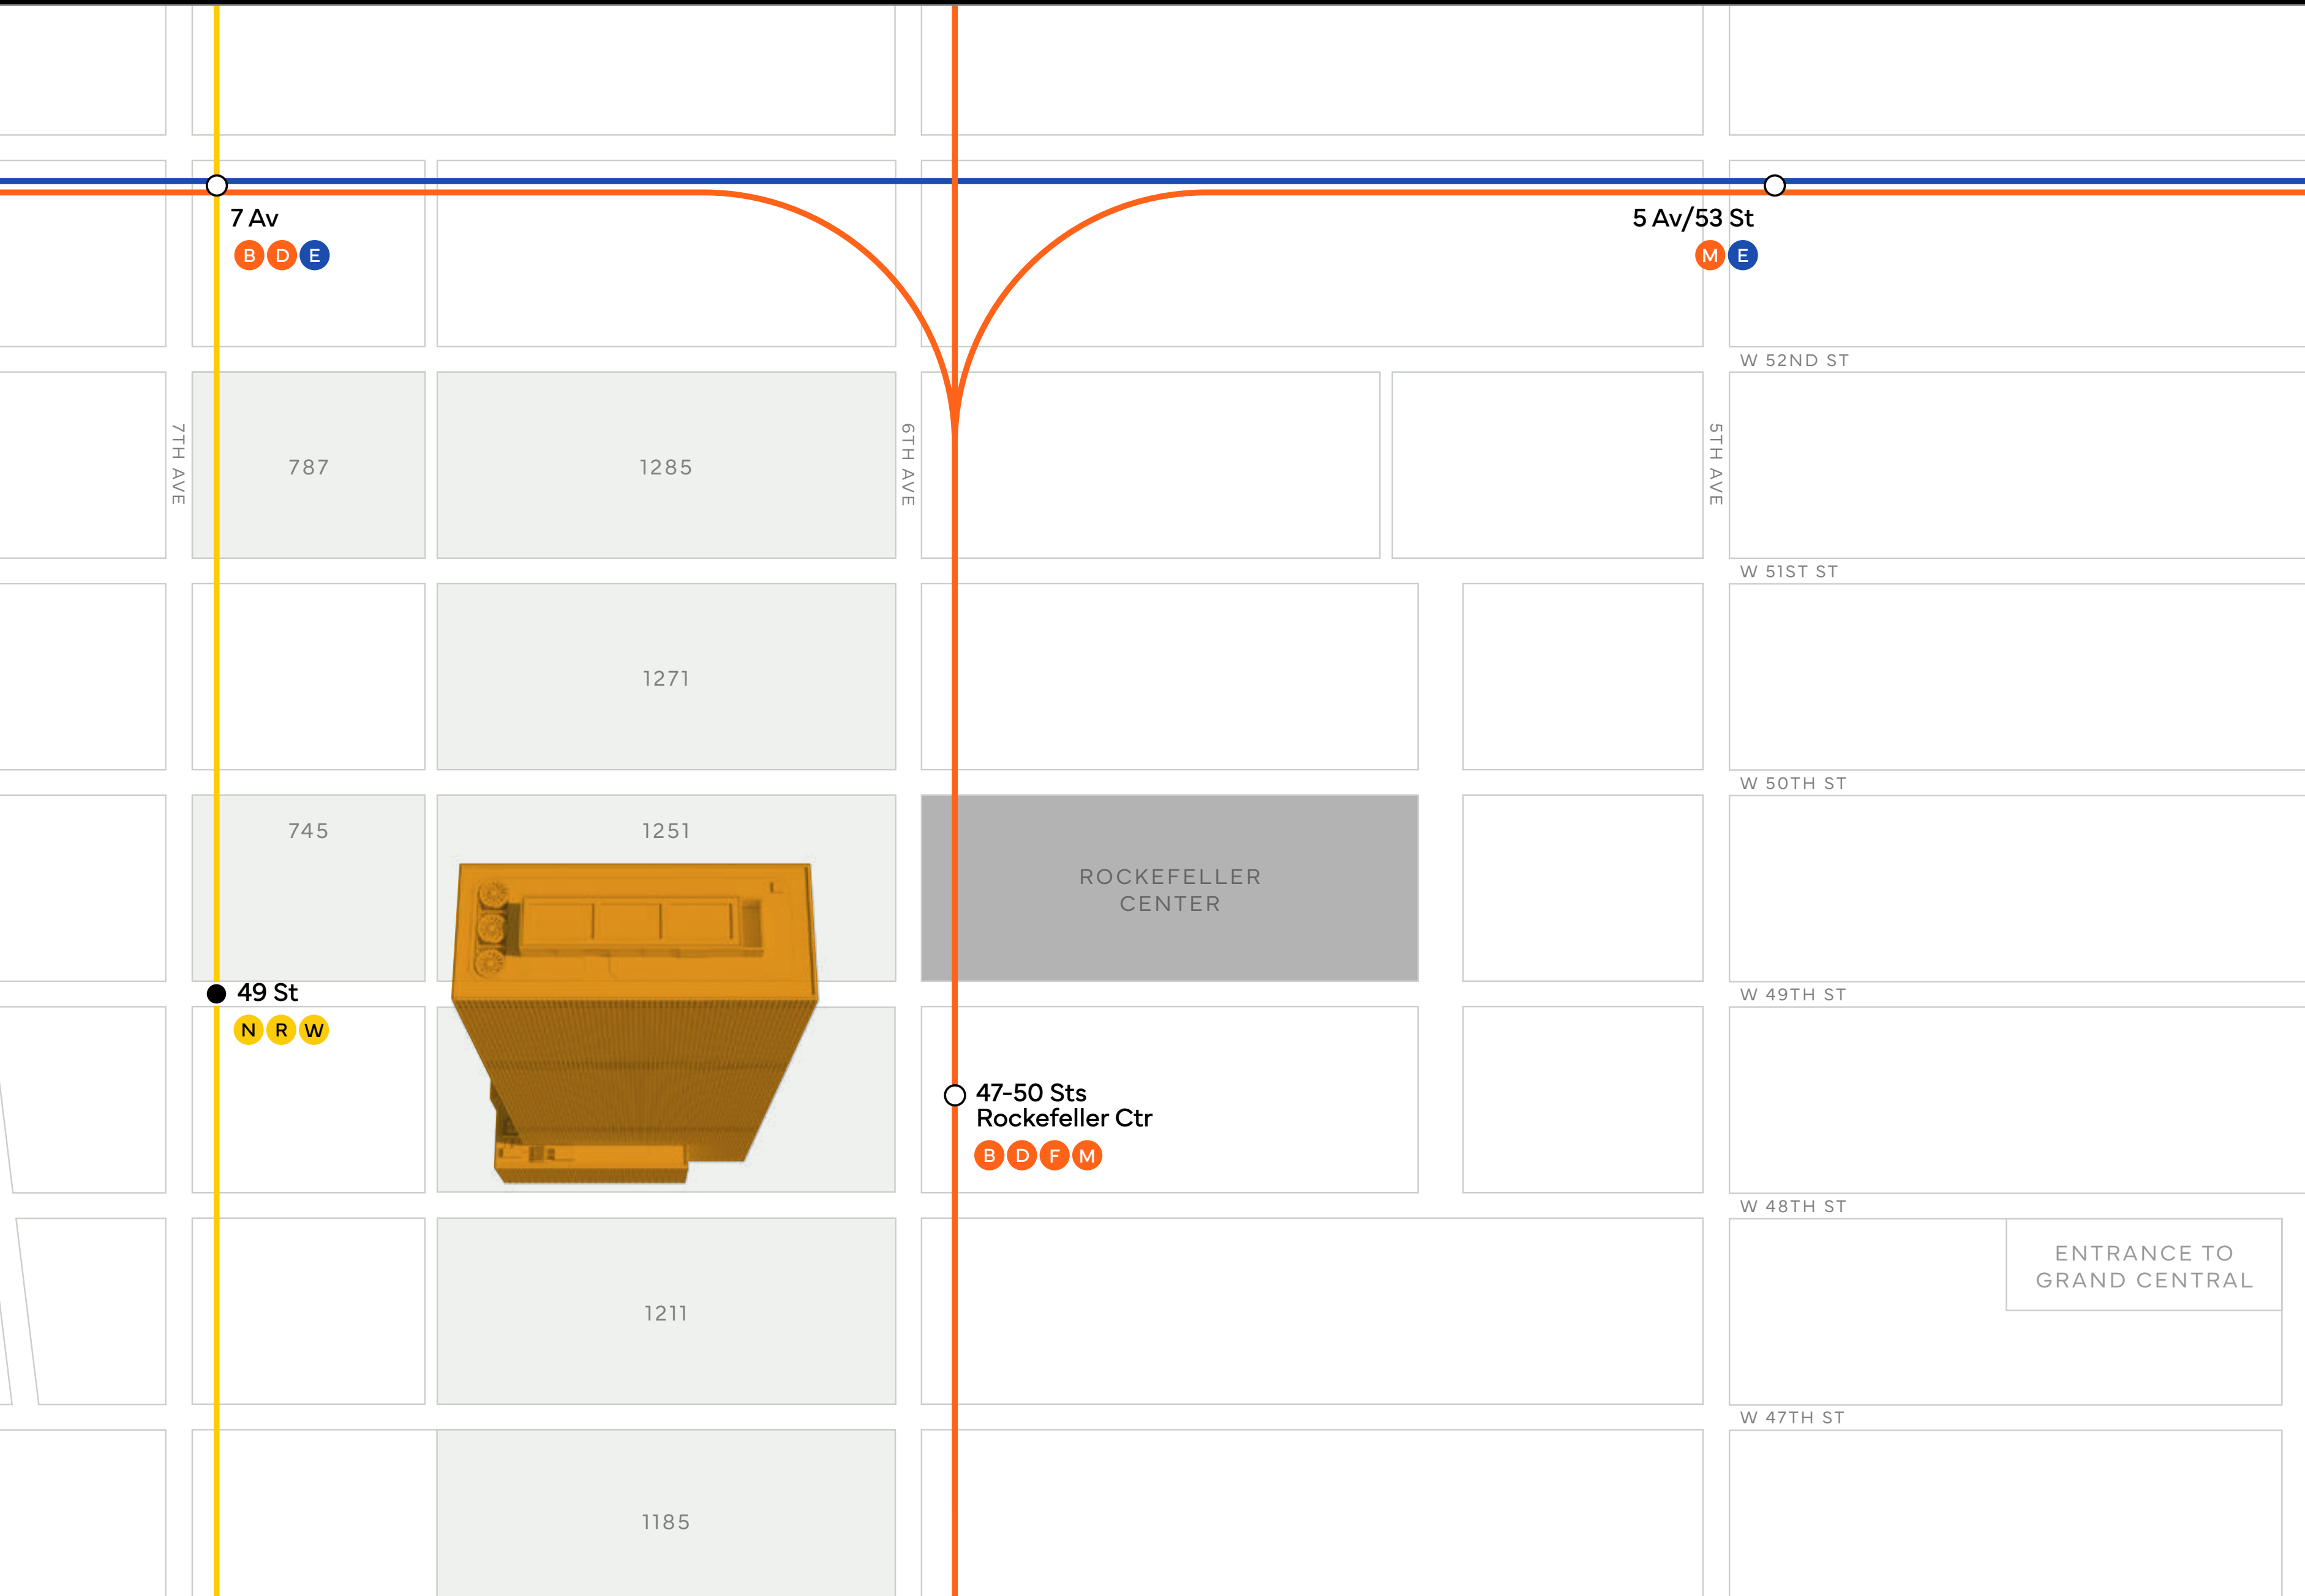 7 Av
B D E
5 Av/53 St
M E
W 52ND ST
7TH AVE
787
1285
6TH AVE
5TH AVE
W 51ST ST
1271
W 50TH ST
745
1251
ROCKEFELLER
CENTER
49 St
N R W
W 49TH ST
47-50 Sts
Rockefeller Ctr
B D F M
W 48TH ST
ENTRANCE TO
GRAND CENTRAL
1211
W 47TH ST
1185